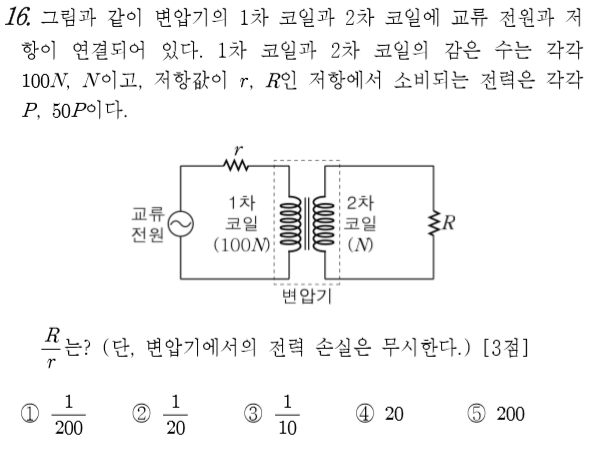 16. 그림과 같이 변압기의 1차 코일과 2차 코일에 교류 전원과 저
항이 연결되어 있다. 1차 코일과 2차 코일의 감은 수는 각각
100N, N이고, 저항값이 r, R인 저항에서 소비되는 전력은 각각
P, 50P이다.
r
교류
전원
1차
코일
(100N)
2차
코일
(N)
R
변압기
R/r는? (단, 변압기에서의 전력 손실은 무시한다.) [3점]
① 1/200 ② 1/20 ③ 1/10 ④ 20 ⑤ 200